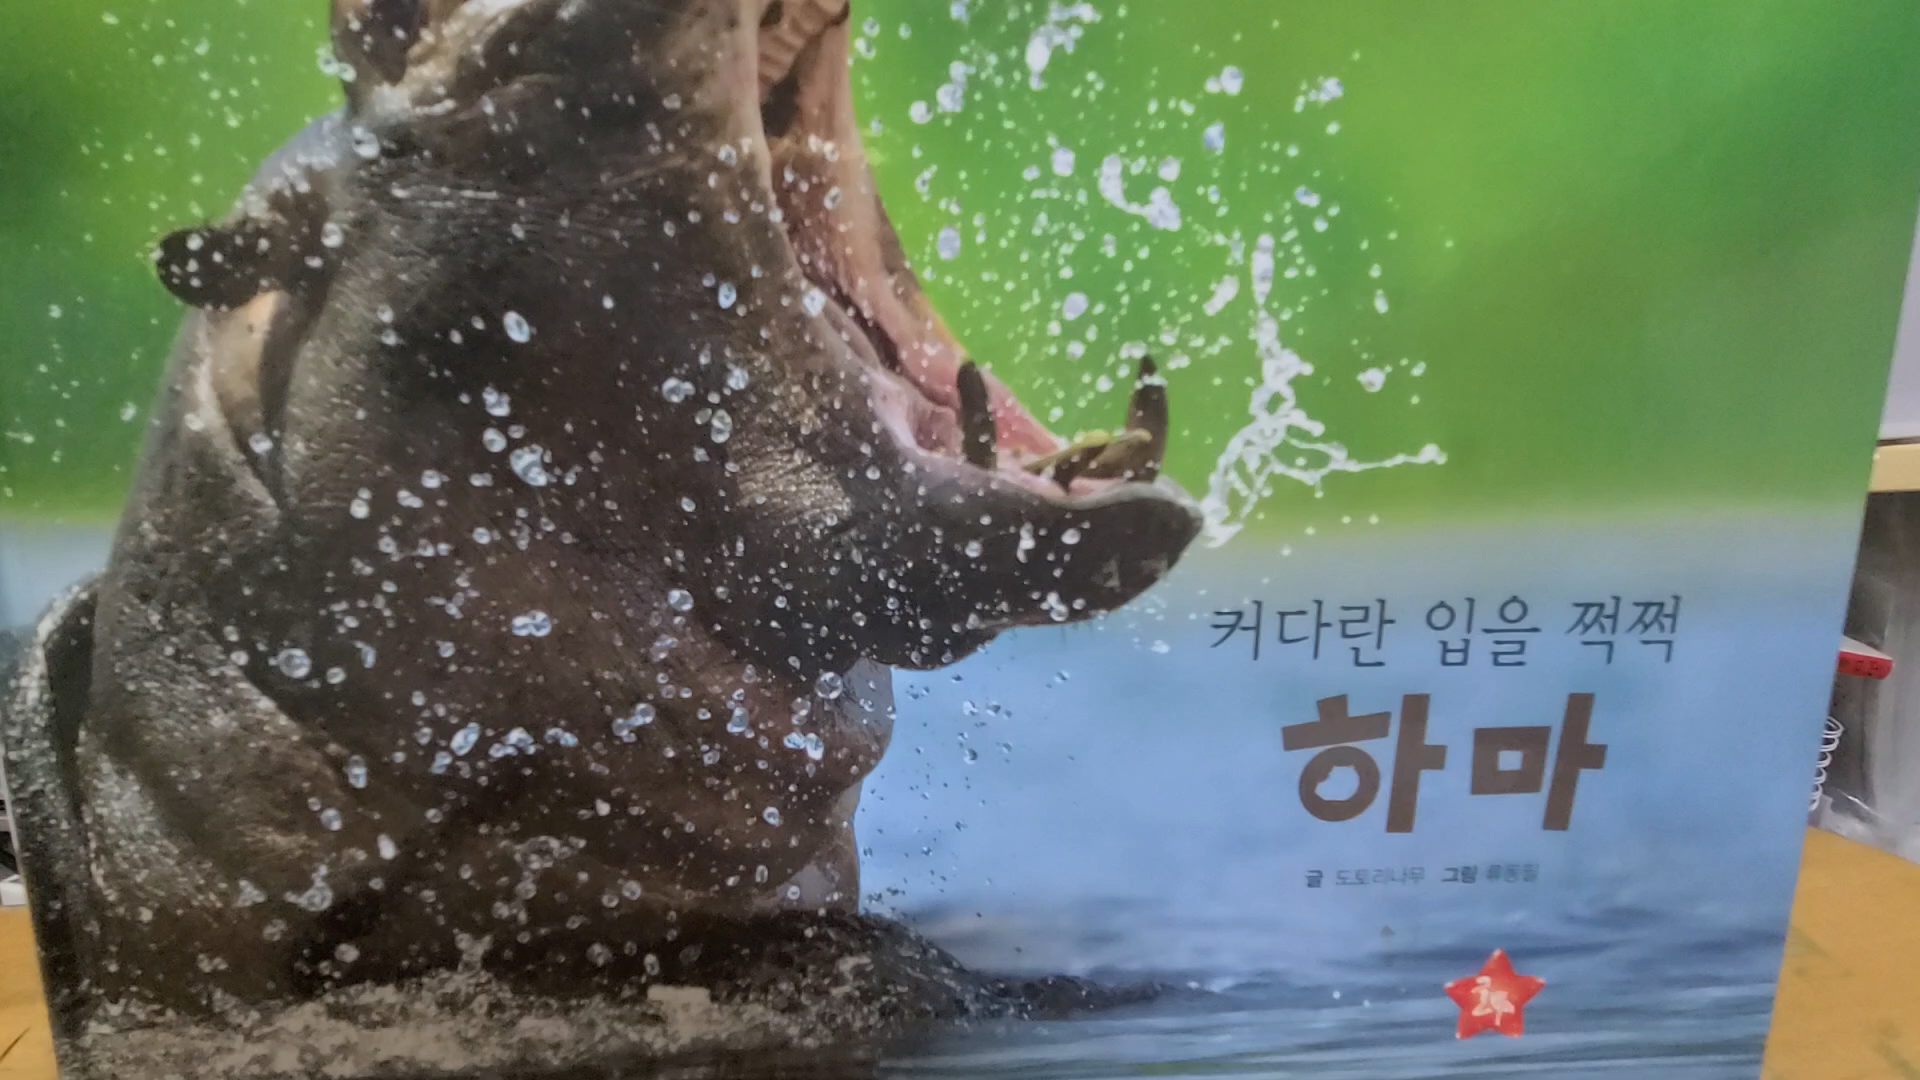 커다란 입을 쩍쩍
하마
글 도토리나무 그림 류동필